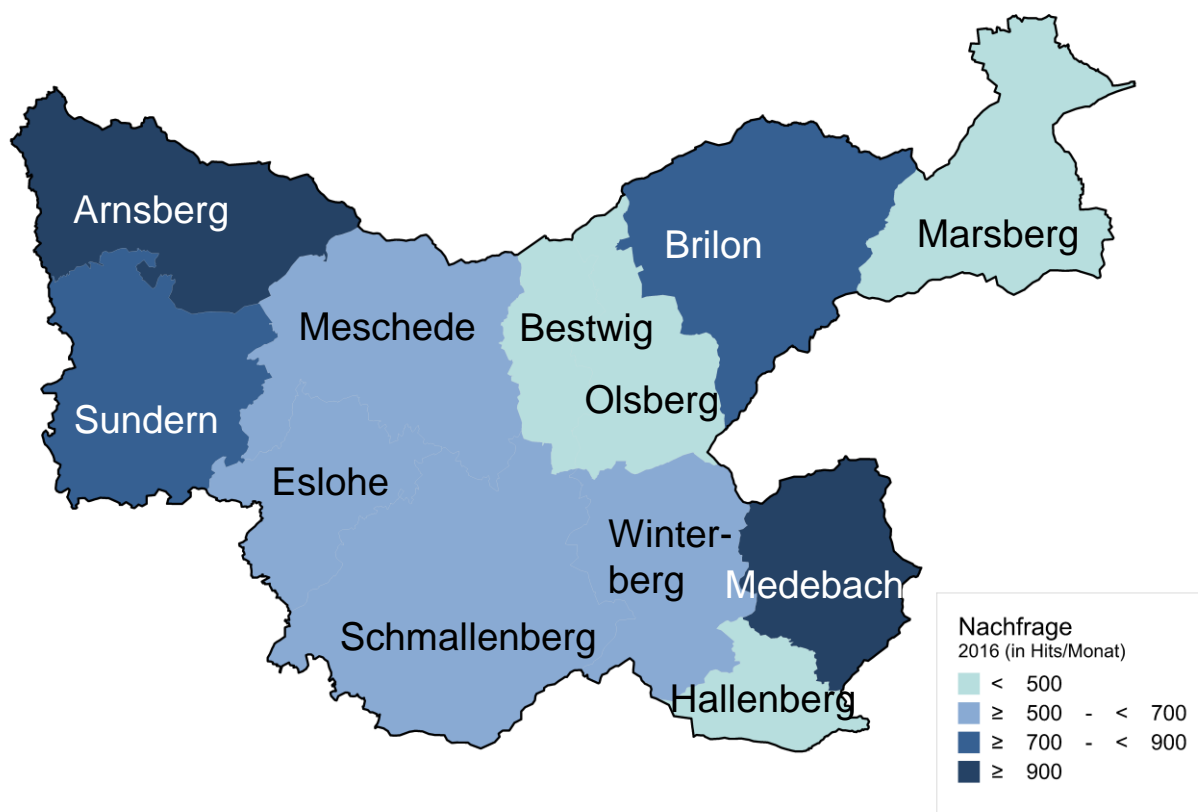 Arnsberg
Brilon
Marsberg
Meschede
Bestwig
Olsberg
Sundern
Eslohe
Winter-
berg
Medebach
Schmallenberg
Hallenberg
Nachfrage
2016 (in Hits/Monat)
< 500
≥ 500 - < 700
≥ 700 - < 900
≥ 900